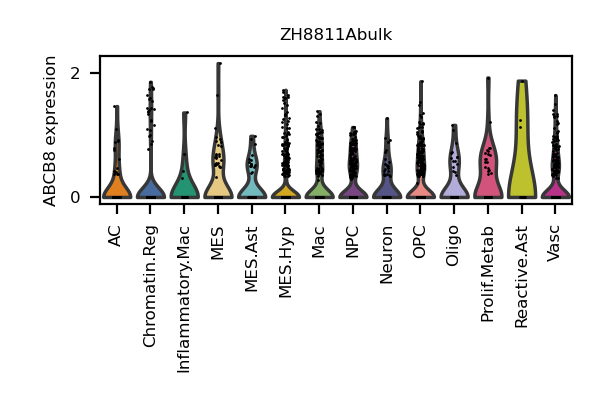 ZH8811Abulk
ABCB8 expression
2
0
AC
Chromatin.Reg
Inflammatory.Mac
MES
MES.Ast
MES.Hyp
Mac
NPC
Neuron
OPC
Oligo
Prolif.Metab
Reactive.Ast
Vasc